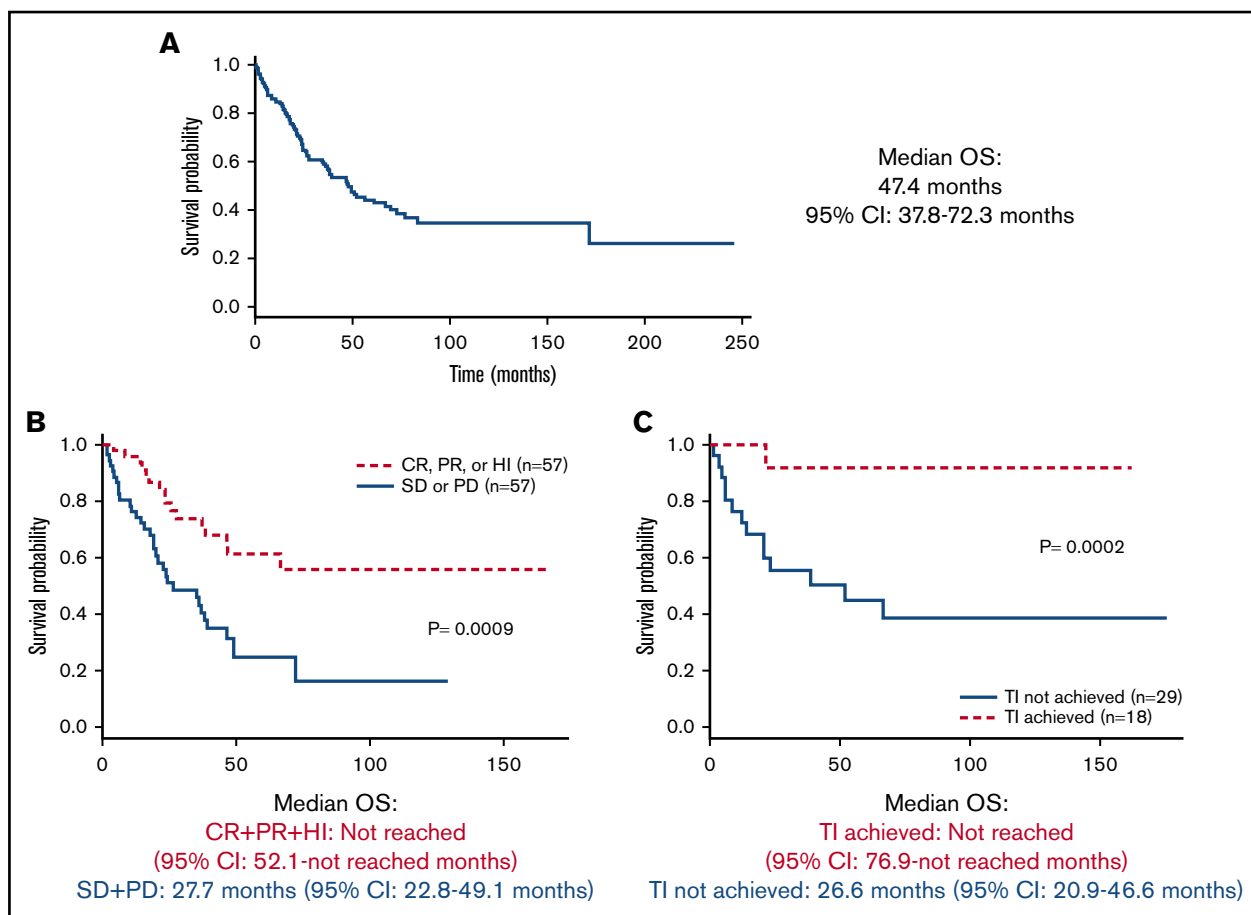 A
1.0
0.8
0.6
0.4
0.2
0.0
Survival probability
0 50 100 150 200 250
Time (months)
Median OS:
47.4 months
95% CI: 37.8-72.3 months
B
1.0
0.8
0.6
0.4
0.2
0.0
Survival probability
CR, PR, or HI (n=57)
SD or PD (n=57)
P= 0.0009
0 50 100 150
Median OS:
CR+PR+HI: Not reached
(95% CI: 52.1-not reached months)
SD+PD: 27.7 months (95% CI: 22.8-49.1 months)
C
1.0
0.8
0.6
0.4
0.2
0.0
Survival probability
P= 0.0002
TI not achieved (n=29)
TI achieved (n=18)
0 50 100 150
Median OS:
TI achieved: Not reached
(95% CI: 76.9-not reached months)
TI not achieved: 26.6 months (95% CI: 20.9-46.6 months)